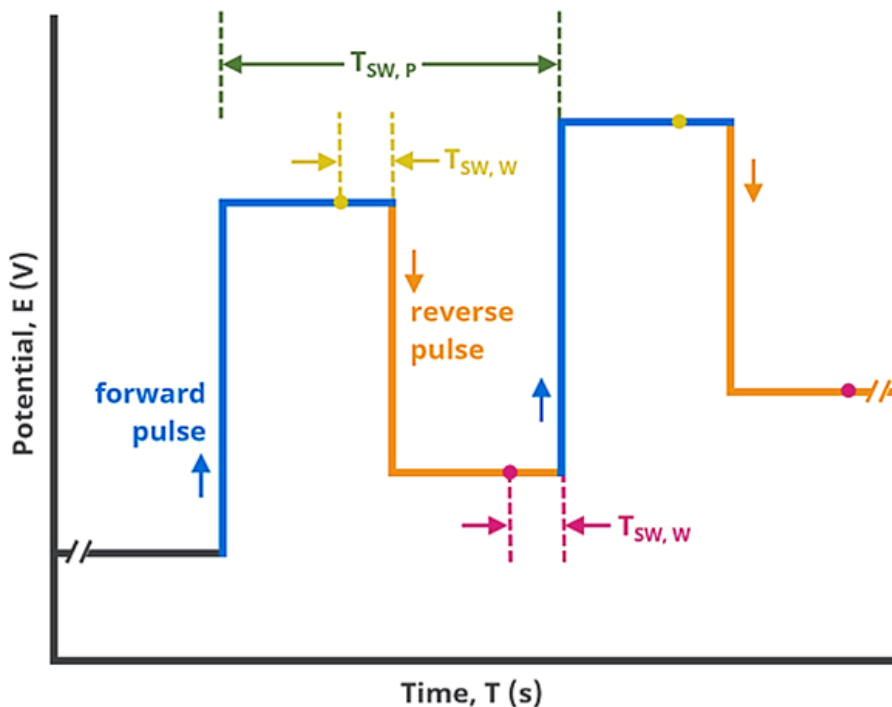 T_SW, P
T_SW, W
reverse
pulse
forward
pulse
T_SW, W
Potential, E (V)
Time, T (s)